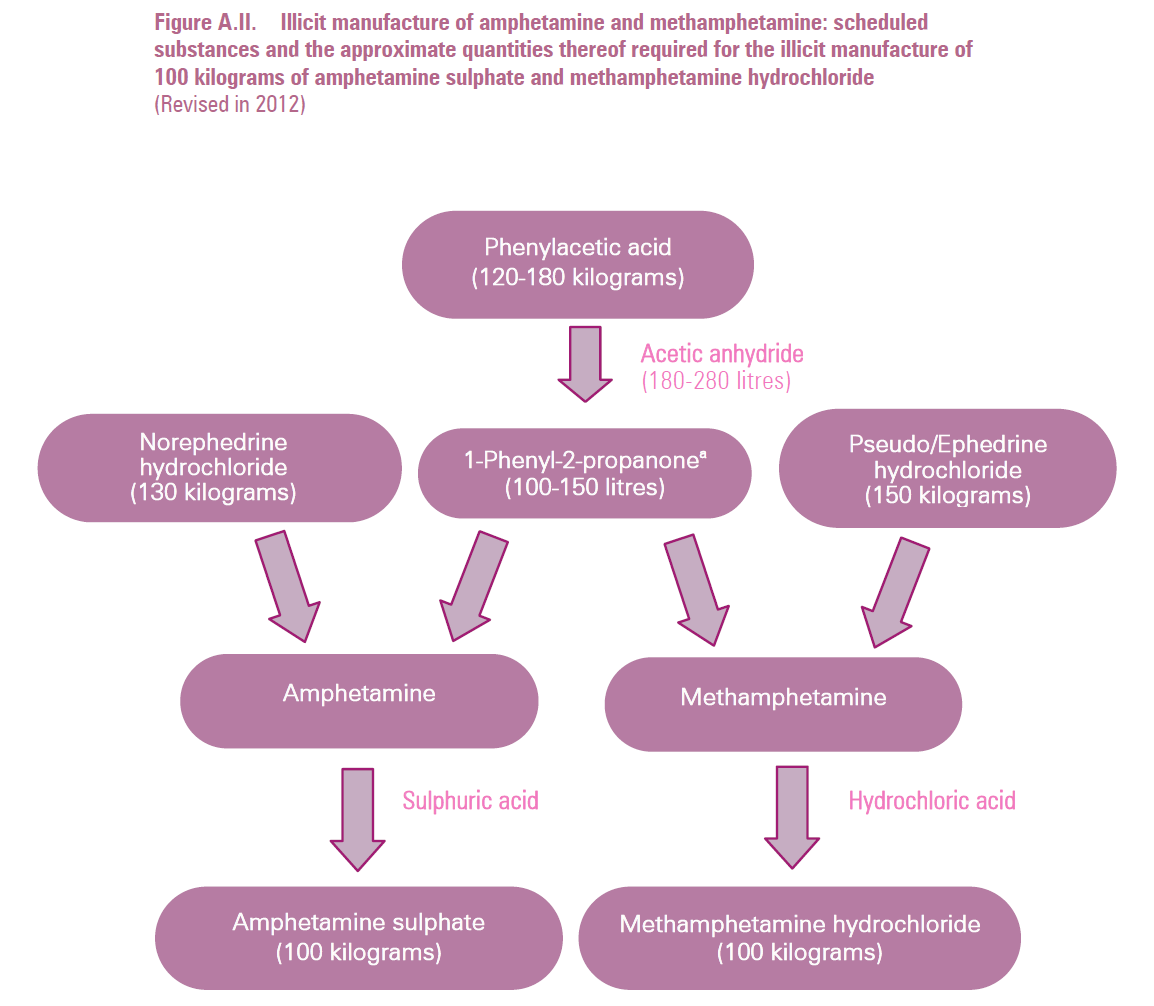 Figure A.II. Illicit manufacture of amphetamine and methamphetamine: scheduled
substances and the approximate quantities thereof required for the illicit manufacture of
100 kilograms of amphetamine sulphate and methamphetamine hydrochloride
(Revised in 2012)
Phenylacetic acid
(120-180 kilograms)
Acetic anhydride
(180-280 litres)
Norephedrine
hydrochloride
(130 kilograms)
1-Phenyl-2-propanoneª
(100-150 litres)
Pseudo/Ephedrine
hydrochloride
(150 kilograms)
Amphetamine
Methamphetamine
Sulphuric acid
Hydrochloric acid
Amphetamine sulphate
(100 kilograms)
Methamphetamine hydrochloride
(100 kilograms)